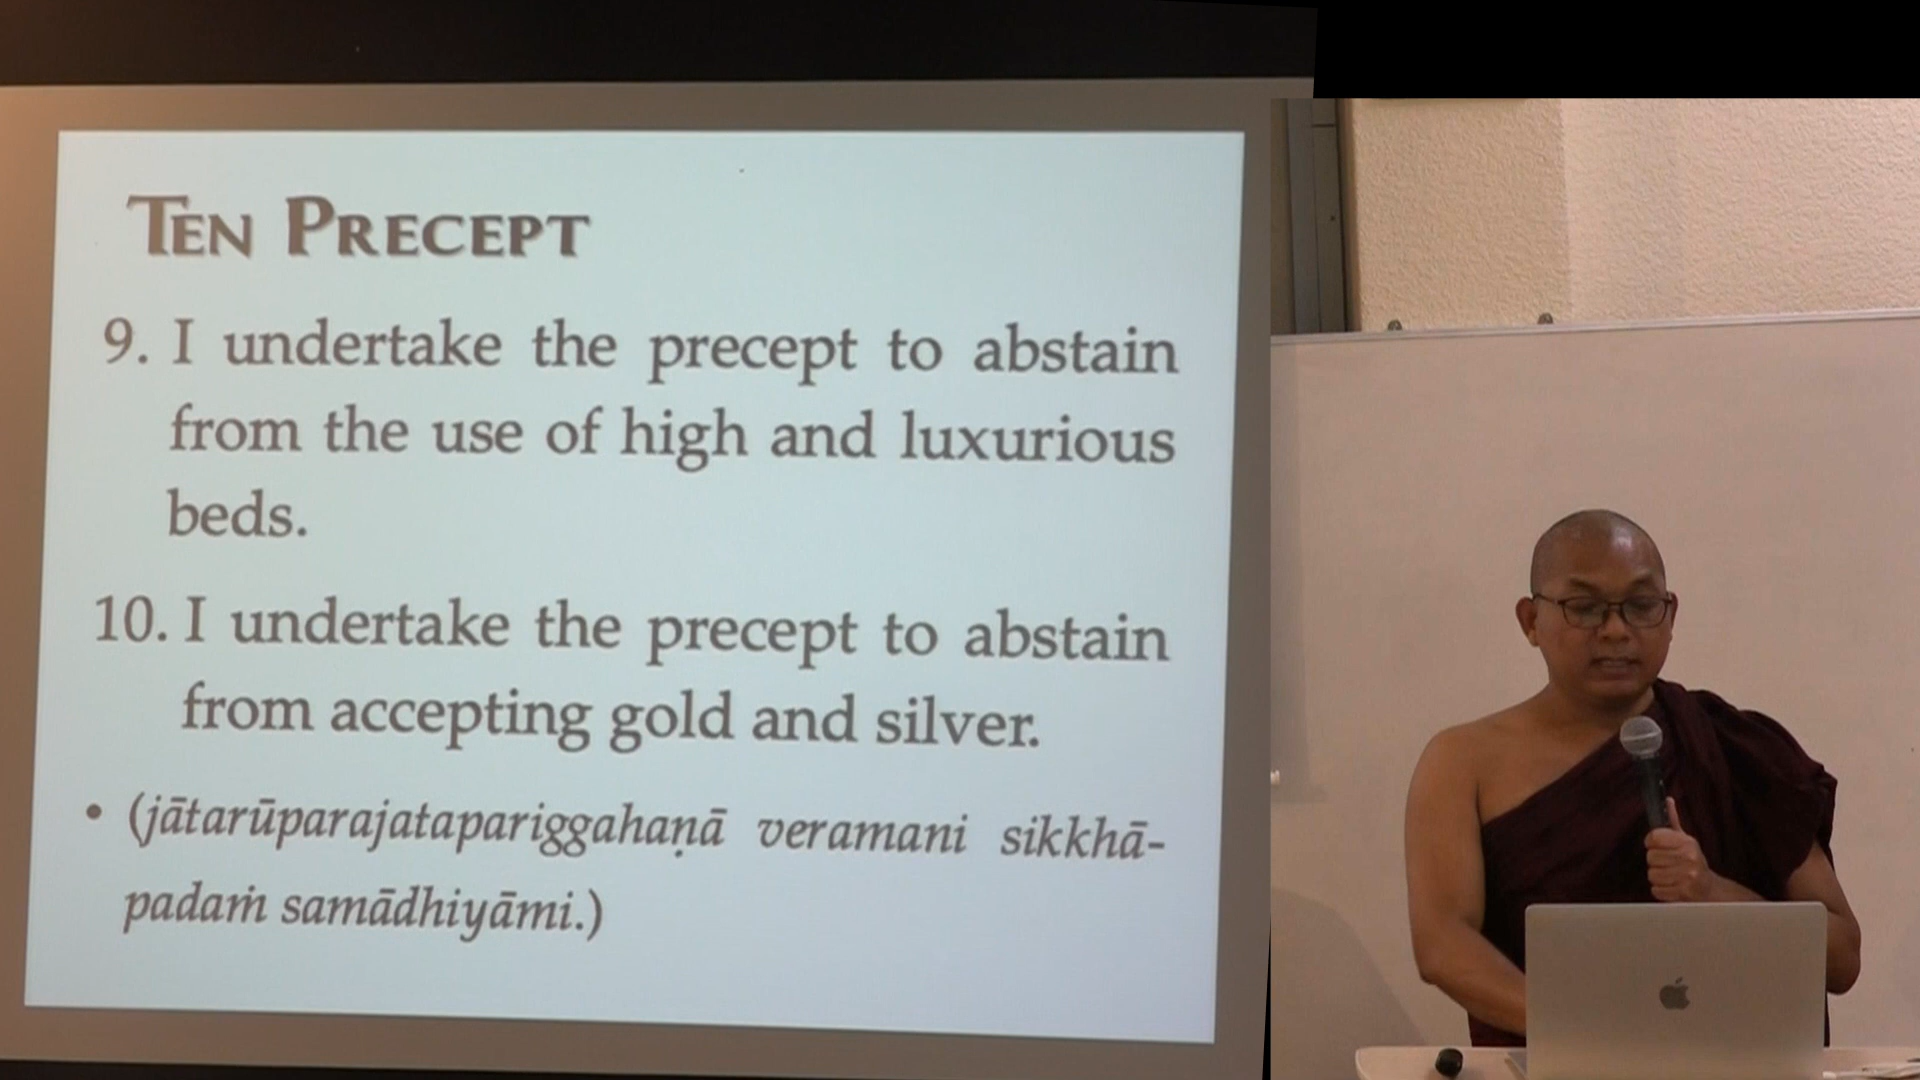 TEN PRECEPT
9. I undertake the precept to abstain
from the use of high and luxurious
beds.
10. I undertake the precept to abstain
from accepting gold and silver.
• (jātarūparajatapariggahaṇā veramani sikkhā-
padaṁ samādhiyāmi.)